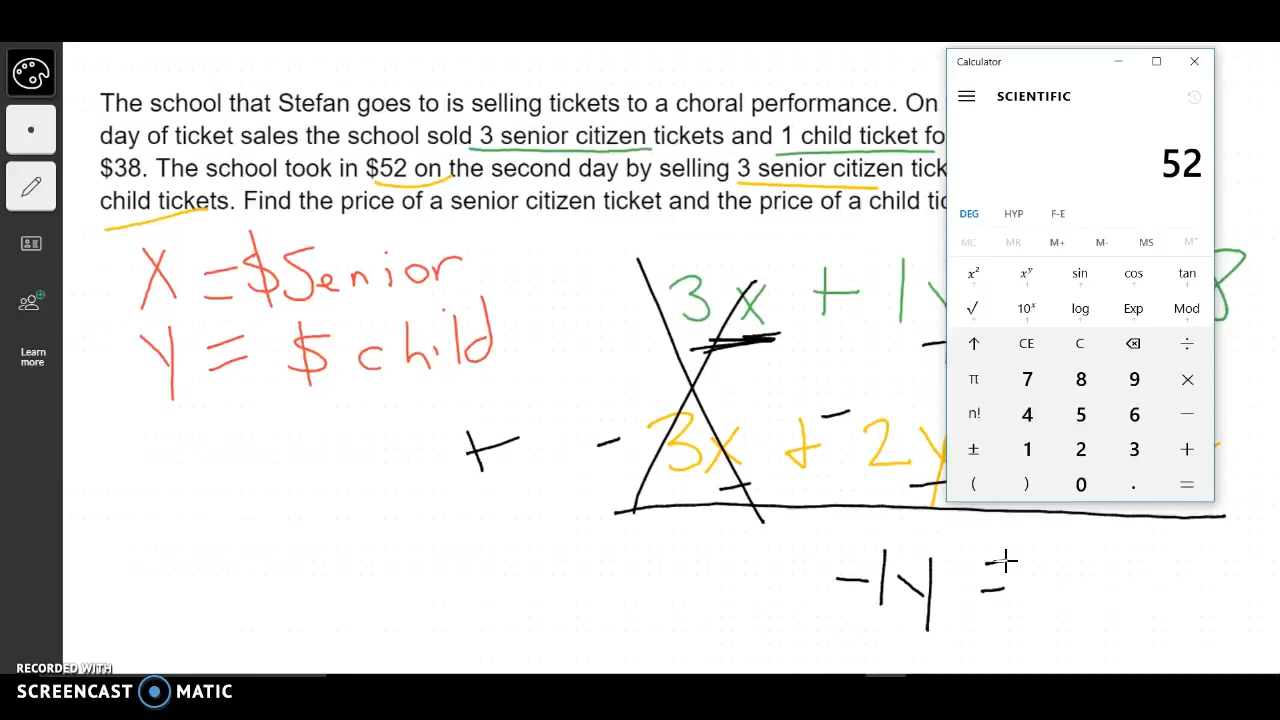 Calculator
SCIENTIFIC
52
DEG HYP F-E
MC MR M+ M- MS M˅
x² xʸ sin cos tan
√ 10ˣ log Exp Mod
↑ CE C ⌫ ÷
π 7 8 9 ×
n! 4 5 6 −
± 1 2 3 +
( ) 0 . =
The school that Stefan goes to is selling tickets to a choral performance. On
day of ticket sales the school sold 3 senior citizen tickets and 1 child ticket fo
$38. The school took in $52 on the second day by selling 3 senior citizen tick
child tickets. Find the price of a senior citizen ticket and the price of a child tic
X = $Senior
Y = $ child
3x + 1y 8
+ - 3x + - 2y
-1y =
Learn
more
RECORDED WITH
SCREENCAST MATIC